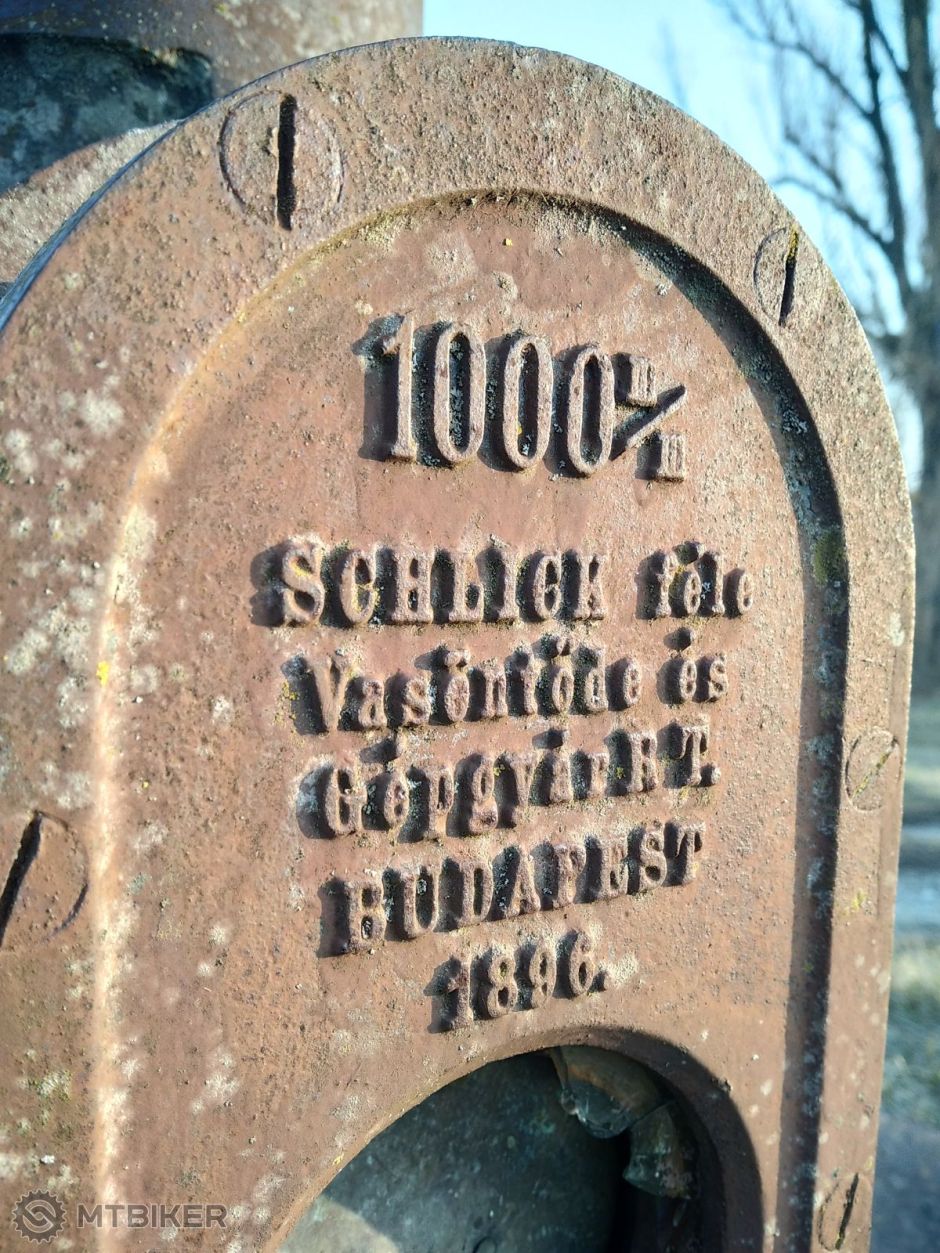 1000 m/m
SCHLICK féle
Vasöntöde és
Gépgyár R.T.
BUDAPEST
1896.
MTBIKER